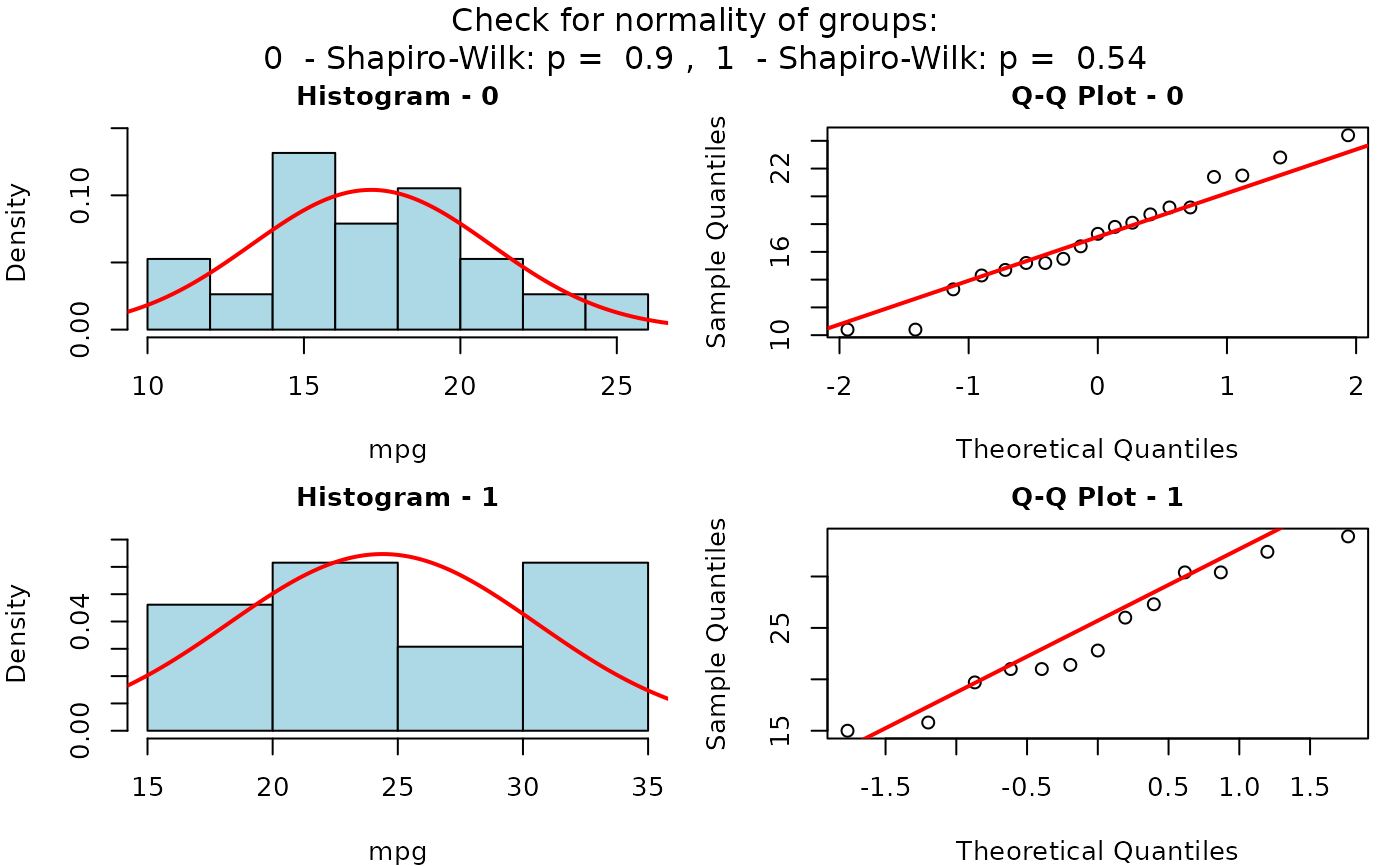 Check for normality of groups:
0 - Shapiro-Wilk: p = 0.9 , 1 - Shapiro-Wilk: p = 0.54
Histogram - 0
Density
0.00 0.10
10 15 20 25
mpg
Q-Q Plot - 0
Sample Quantiles
10 16 22
-2 -1 0 1 2
Theoretical Quantiles
Histogram - 1
Density
0.00 0.04
15 20 25 30 35
mpg
Q-Q Plot - 1
Sample Quantiles
15 25
-1.5 -0.5 0.5 1.0 1.5
Theoretical Quantiles